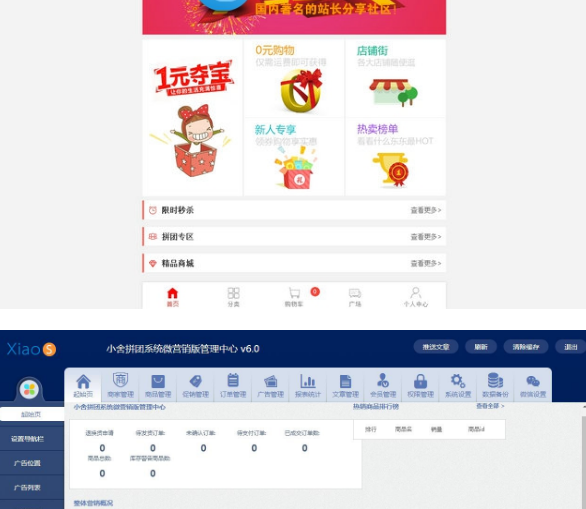 国内著名的站长分享社区!
1元夺宝
让你的生活充满惊喜
0元购物
仅需运费即可获得
店铺街
各大店铺随便逛
新人专享
领券购物享实惠
热卖榜单
看看什么东东最HOT
限时秒杀 查看更多>
拼团专区 查看更多>
精品商城 查看更多>
首页 分类 购物车 0 广场 个人中心
XiaoS 小舍拼团系统微营销版管理中心 v6.0 推送文章 刷新 清除缓存 退出
起始页 商家管理 商品管理 促销管理 订单管理 广告管理 报表统计 文章管理 会员管理 权限管理 系统设置 数据备份 微信设置
起始页
设置导航栏
广告位置
广告列表
小舍拼团系统微营销版管理中心
热销商品排行榜 查看全部 >
退换货申请 待发货订单: 未确认订单: 待支付订单: 已成交订单数:
0 0 0 0 0
商品总数: 库存警告商品数:
0 0
排行 商品名 销量 商品id
整体营销概况